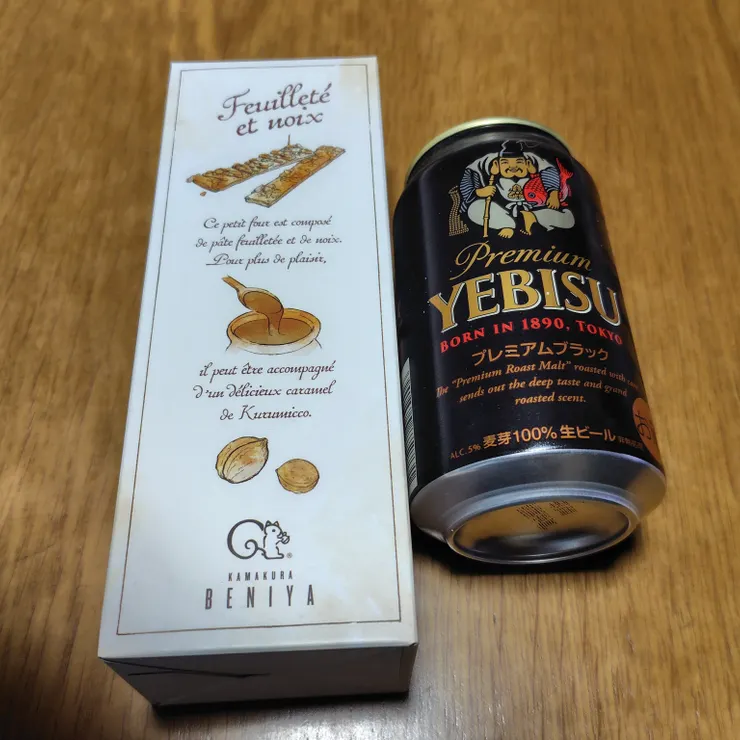 Feuilleté
et noix
Ce petit four est composé
de pâte feuilletée et de noix.
Pour plus de plaisir,
il peut être accompagné
d'un délicieux caramel
de Kurumicco.
KAMAKURA
BENIYA
Premium
YEBISU
BORN IN 1890, TOKYO
プレミアムブラック
The "Premium Roast Malt" roasted with
sends out the deep taste and grand
roasted scent.
ALC.5% 麦芽100% 生ビール
お